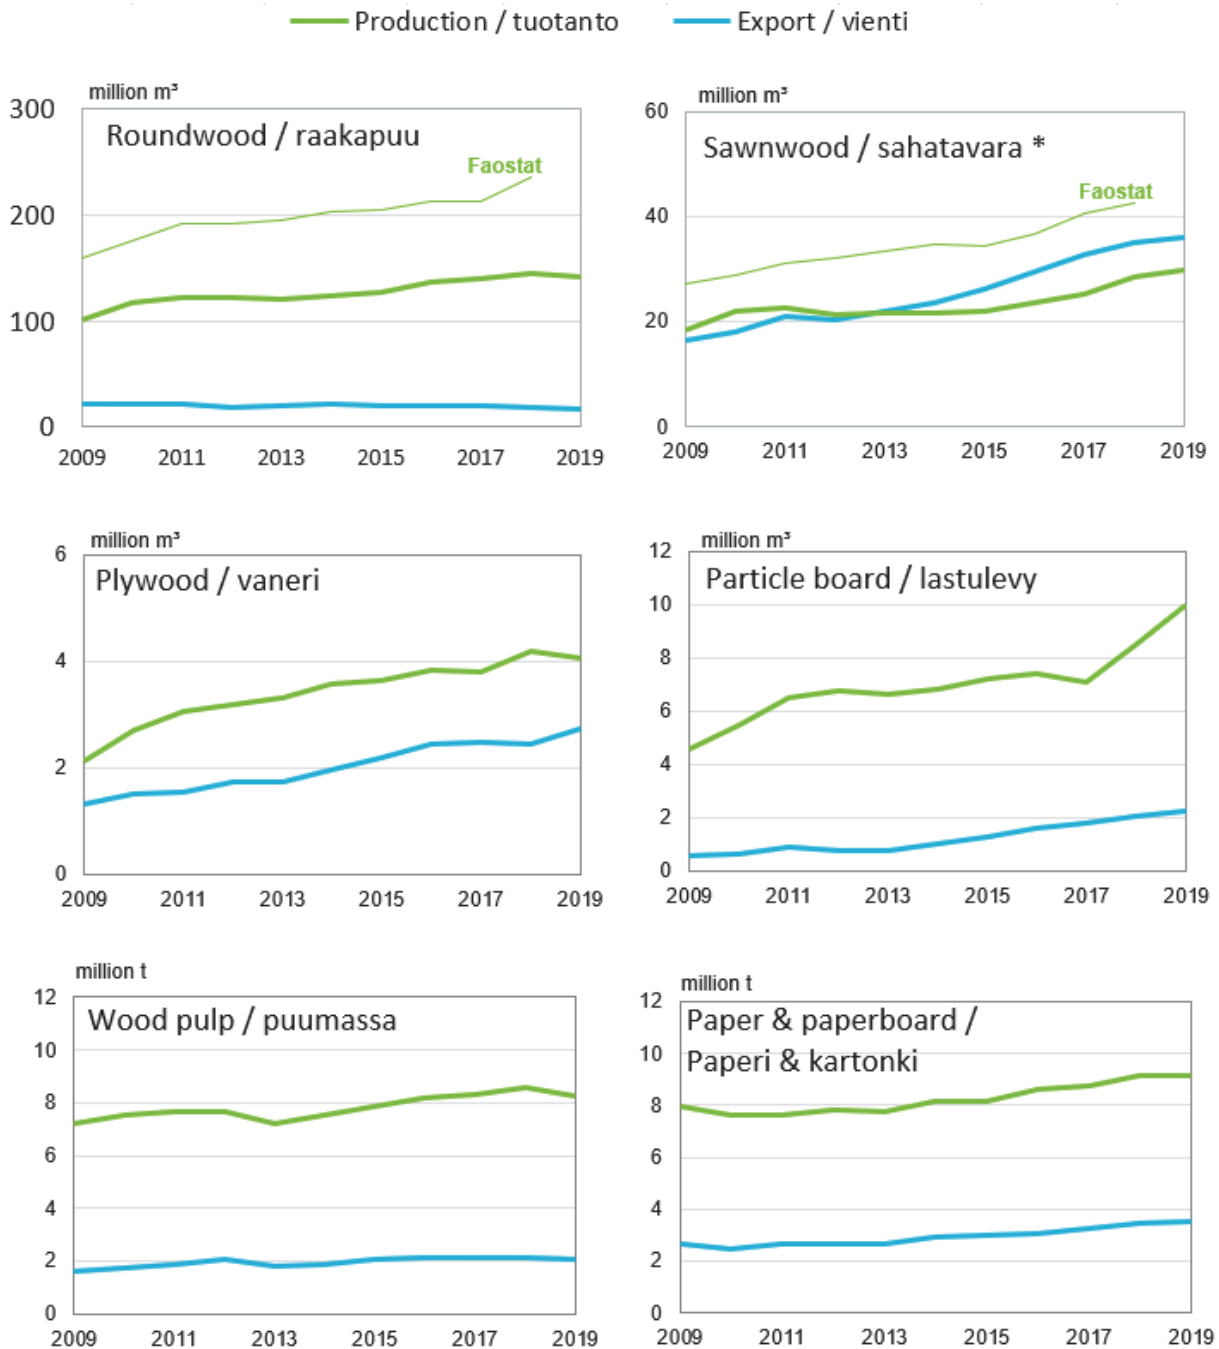 Production / tuotanto
Export / vienti
million m³
300
Roundwood / raakapuu
Faostat
200
100
0
2009 2011 2013 2015 2017 2019
million m³
60
Sawnwood / sahatavara *
Faostat
40
20
0
2009 2011 2013 2015 2017 2019
million m³
6
Plywood / vaneri
4
2
0
2009 2011 2013 2015 2017 2019
million m³
12
Particle board / lastulevy
10
8
6
4
2
0
2009 2011 2013 2015 2017 2019
million t
12
Wood pulp / puumassa
10
8
6
4
2
0
2009 2011 2013 2015 2017 2019
million t
12
Paper & paperboard /
Paperi & kartonki
10
8
6
4
2
0
2009 2011 2013 2015 2017 2019